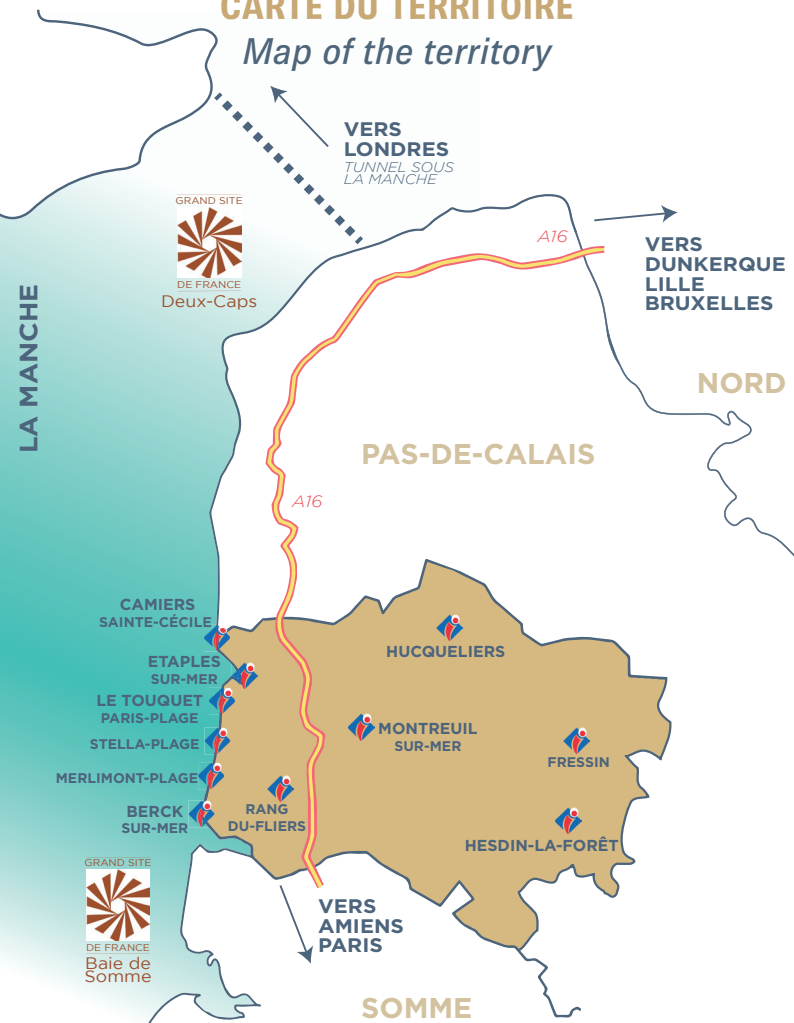 CARTE DU TERRITOIRE
Map of the territory
VERS
LONDRES
TUNNEL SOUS
LA MANCHE
GRAND SITE
DE FRANCE
Deux-Caps
A16
VERS
DUNKERQUE
LILLE
BRUXELLES
LA MANCHE
NORD
PAS-DE-CALAIS
A16
CAMIERS
SAINTE-CÉCILE
HUCQUELIERS
ETAPLES
SUR-MER
LE TOUQUET
PARIS-PLAGE
MONTREUIL
SUR-MER
STELLA-PLAGE
FRESSIN
MERLIMONT-PLAGE
BERCK
SUR-MER
RANG
DU-FLIERS
HESDIN-LA-FORÊT
GRAND SITE
DE FRANCE
Baie de
Somme
VERS
AMIENS
PARIS
SOMME